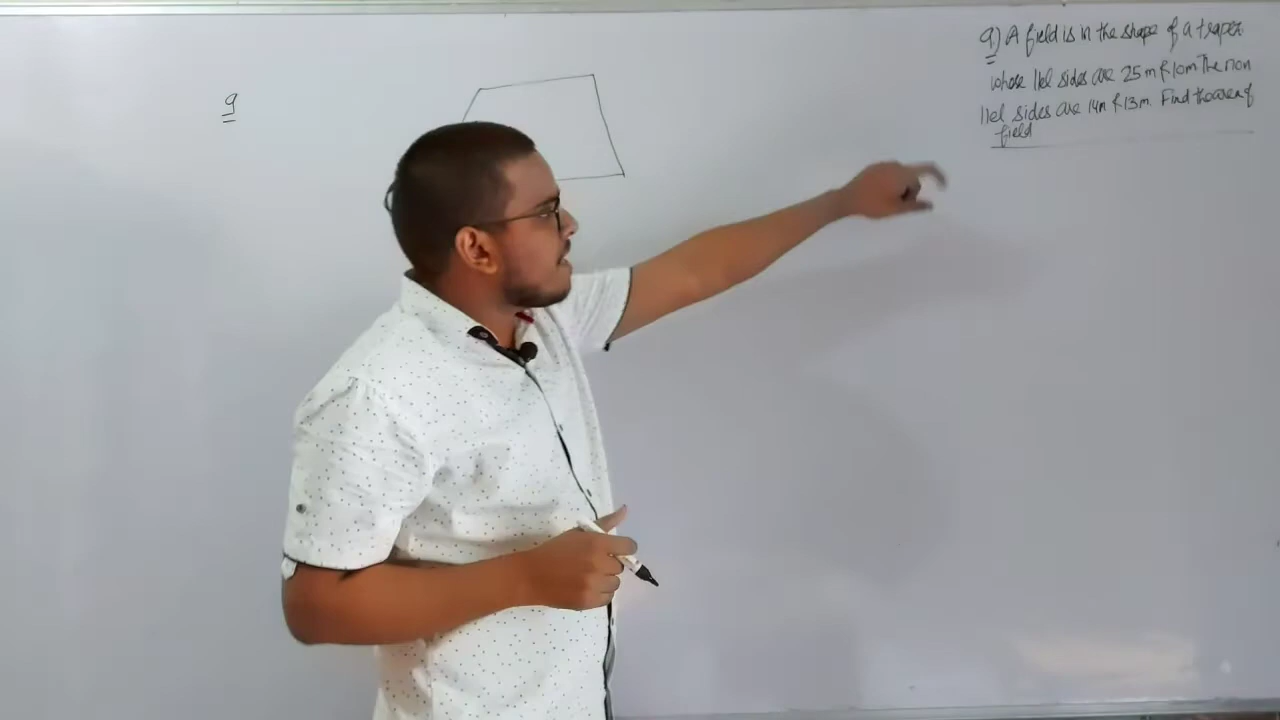 9
9) A field is in the shape of a trapez
whose llel sides are 25 m & 10m The non
llel sides are 14m & 13m. Find the area of
field